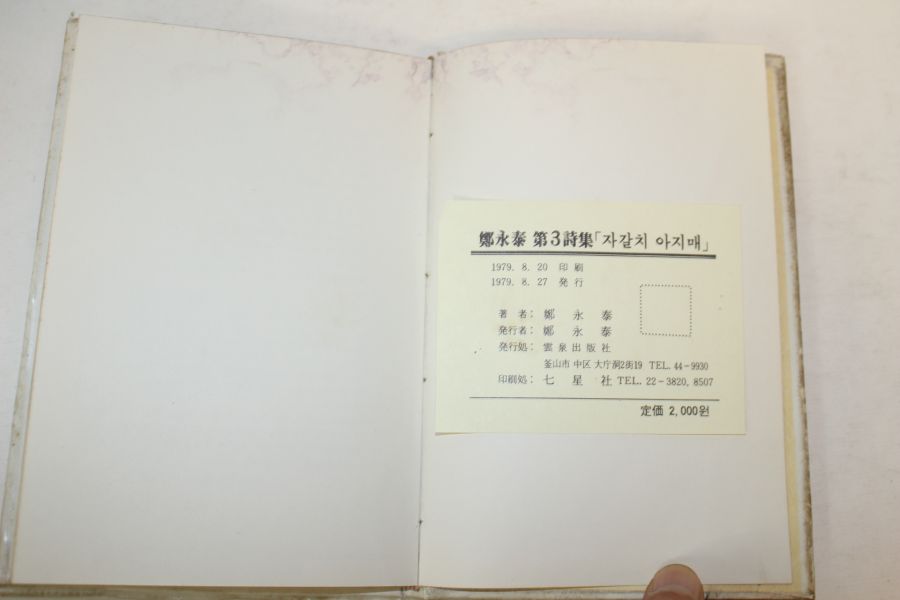 鄭永泰 第3詩集「자갈치 아지매」
1979. 8. 20 印刷
1979. 8. 27 発行
著 者: 鄭 永 泰
発行者: 鄭 永 泰
発行処: 雲泉出版社
釜山市 中区 大庁洞2街19 TEL. 44-9930
印刷処: 七 星 社 TEL. 22-3820, 8507
定価 2,000원